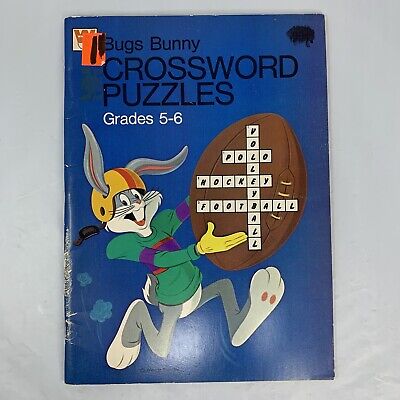 Bugs Bunny
CROSSWORD
PUZZLES
Grades 5-6
VOLLEYBALL
POLO
HOCKEY
FOOTBALL